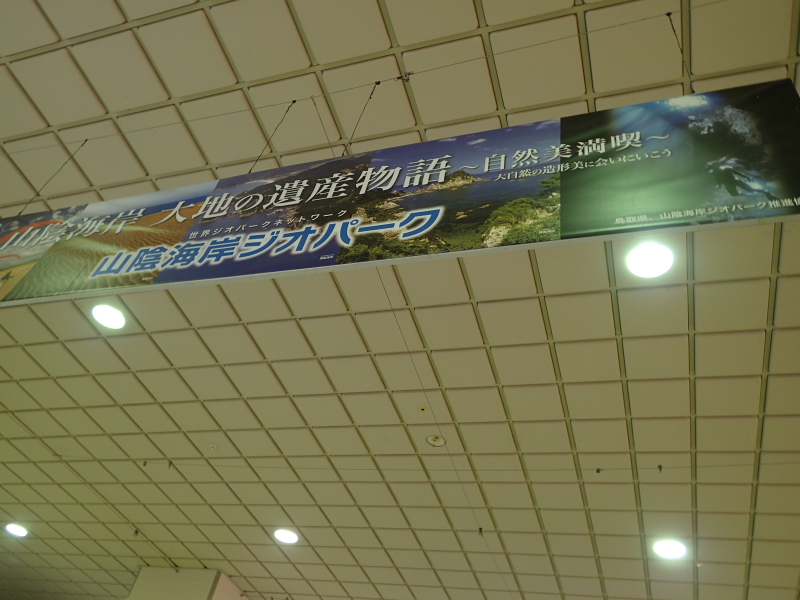 山陰海岸 大地の遺産物語 ～自然美満喫～
大自然の造形美に会いにいこう
世界ジオパークネットワーク
山陰海岸ジオパーク
鳥取県、山陰海岸ジオパーク推進協